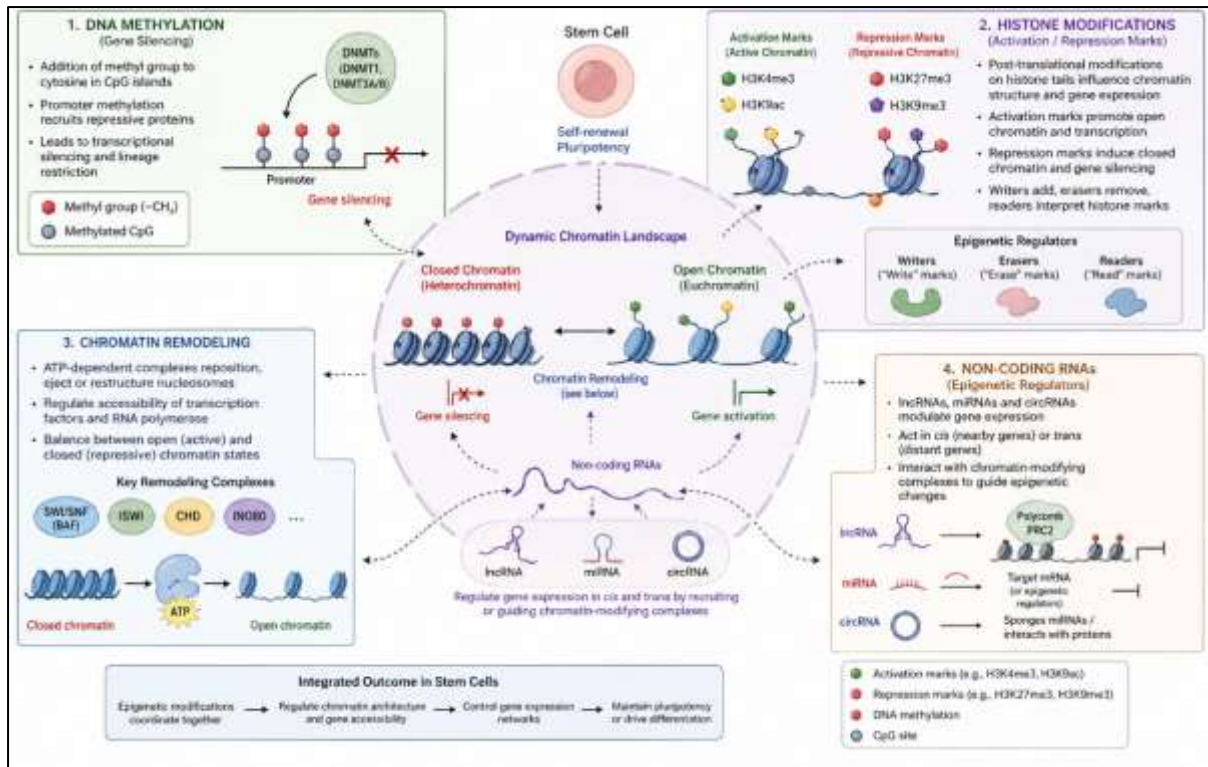 1. DNA METHYLATION
(Gene Silencing)
• Addition of methyl group to
cytosine in CpG islands
• Promoter methylation
recruits repressive proteins
• Leads to transcriptional
silencing and lineage
restriction
DNMTs
(DNMT1,
DNMT3A/B)
Promoter
Gene silencing
Methyl group (−CH₃)
Methylated CpG
Stem Cell
Self-renewal
Pluripotency
2. HISTONE MODIFICATIONS
(Activation / Repression Marks)
Activation Marks
(Active Chromatin)
H3K4me3
H3K9ac
Repression Marks
(Repressive Chromatin)
H3K27me3
H3K9me3
• Post-translational modifications
on histone tails influence chromatin
structure and gene expression
• Activation marks promote open
chromatin and transcription
• Repression marks induce closed
chromatin and gene silencing
• Writers add, erasers remove,
readers interpret histone marks
Epigenetic Regulators
Writers
("Write" marks)
Erasers
("Erase" marks)
Readers
("Read" marks)
Dynamic Chromatin Landscape
Closed Chromatin
(Heterochromatin)
Open Chromatin
(Euchromatin)
Chromatin Remodeling
(see below)
Gene silencing
Gene activation
Non-coding RNAs
lncRNA
miRNA
circRNA
Regulate gene expression in cis and trans by recruiting
or guiding chromatin-modifying complexes
3. CHROMATIN REMODELING
• ATP-dependent complexes reposition,
eject or restructure nucleosomes
• Regulate accessibility of transcription
factors and RNA polymerase
• Balance between open (active) and
closed (repressive) chromatin states
Key Remodeling Complexes
SWI/SNF
(BAF)
ISWI
CHD
INO80
...
ATP
Closed chromatin
Open chromatin
4. NON-CODING RNAs
(Epigenetic Regulators)
• lncRNAs, miRNAs and circRNAs
modulate gene expression
• Act in cis (nearby genes) or trans
(distant genes)
• Interact with chromatin-modifying
complexes to guide epigenetic
changes
lncRNA
Polycomb
PRC2
miRNA
Target mRNA
(or epigenetic
regulators)
circRNA
Sponges miRNAs /
interacts with proteins
Integrated Outcome in Stem Cells
Epigenetic modifications
coordinate together
Regulate chromatin architecture
and gene accessibility
Control gene expression
networks
Maintain pluripotency
or drive differentiation
Activation marks (e.g., H3K4me3, H3K9ac)
Repression marks (e.g., H3K27me3, H3K9me3)
DNA methylation
CpG site